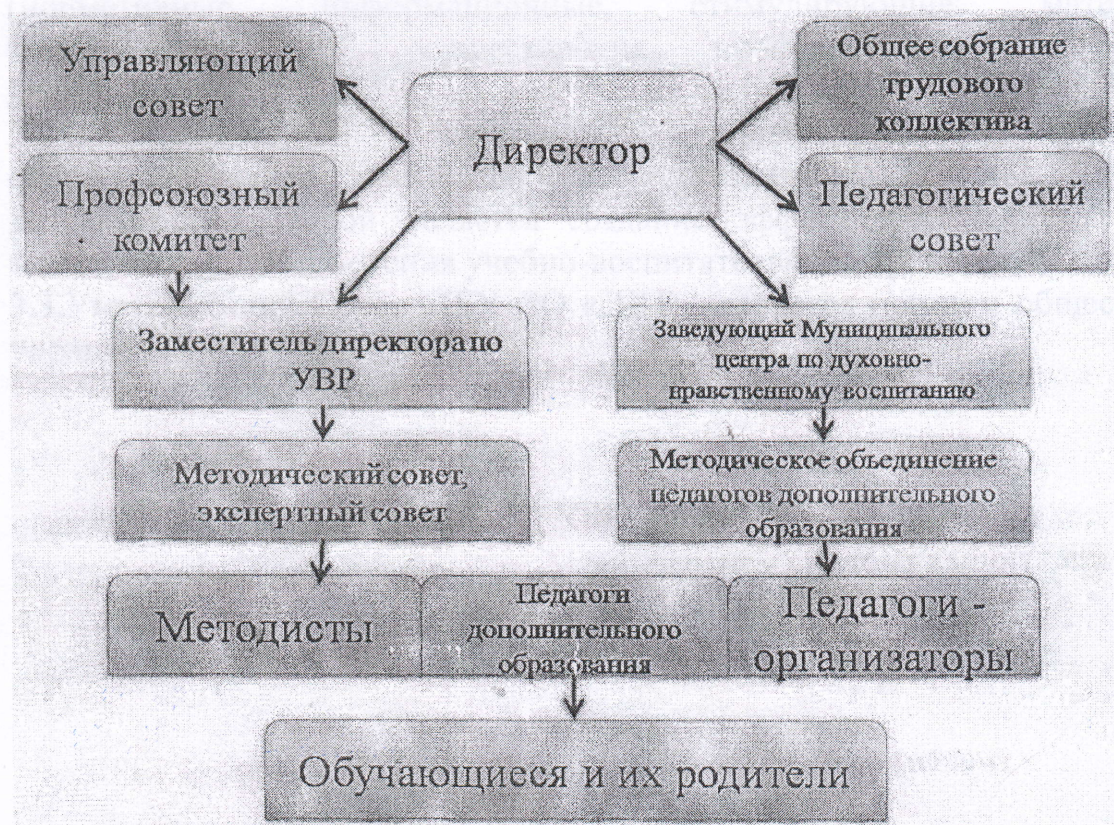 Управляющий
совет
Директор
Общее собрание
трудового
коллектива
Профсоюзный
комитет
Педагогический
совет
Заместитель директора по
УВР
Заведующий Муниципального
центра по духовно-
нравственному воспитанию
Методический совет,
экспертный совет
Методическое объединение
педагогов дополнительного
образования
Методисты
Педагоги
дополнительного
образования
Педагоги -
организаторы
Обучающиеся и их родители